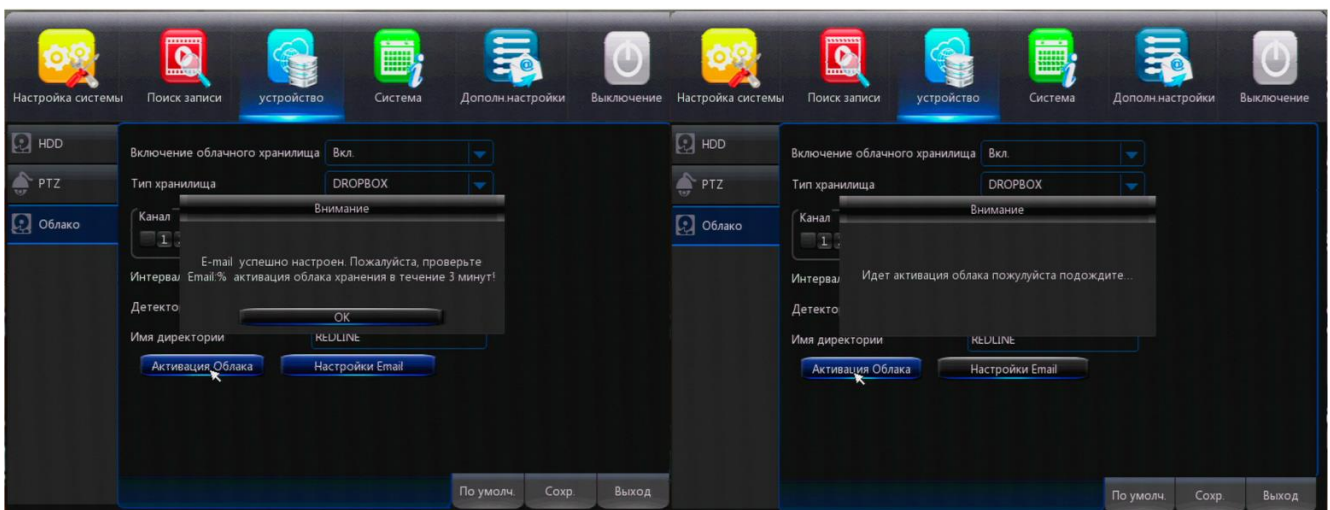 Настройка системы
Поиск записи
устройство
Система
Дополн.настройки
Выключение
HDD
PTZ
Облако
Включение облачного хранилища
Вкл.
Тип хранилища
DROPBOX
Внимание
Канал
1
E-mail успешно настроен. Пожалуйста, проверьте
Email:% активация облака хранения в течение 3 минут!
Интервал
Детекто
OK
Имя директории
REDLINE
Активация Облака
Настройки Email
По умолч.
Сохр.
Выход
Настройка системы
Поиск записи
устройство
Система
Дополн.настройки
Выключение
HDD
PTZ
Облако
Включение облачного хранилища
Вкл.
Тип хранилища
DROPBOX
Внимание
Канал
1
Идет активация облака пожулуйста подождите...
Интервал
Детекто
Имя директории
REDLINE
Активация Облака
Настройки Email
По умолч.
Сохр.
Выход